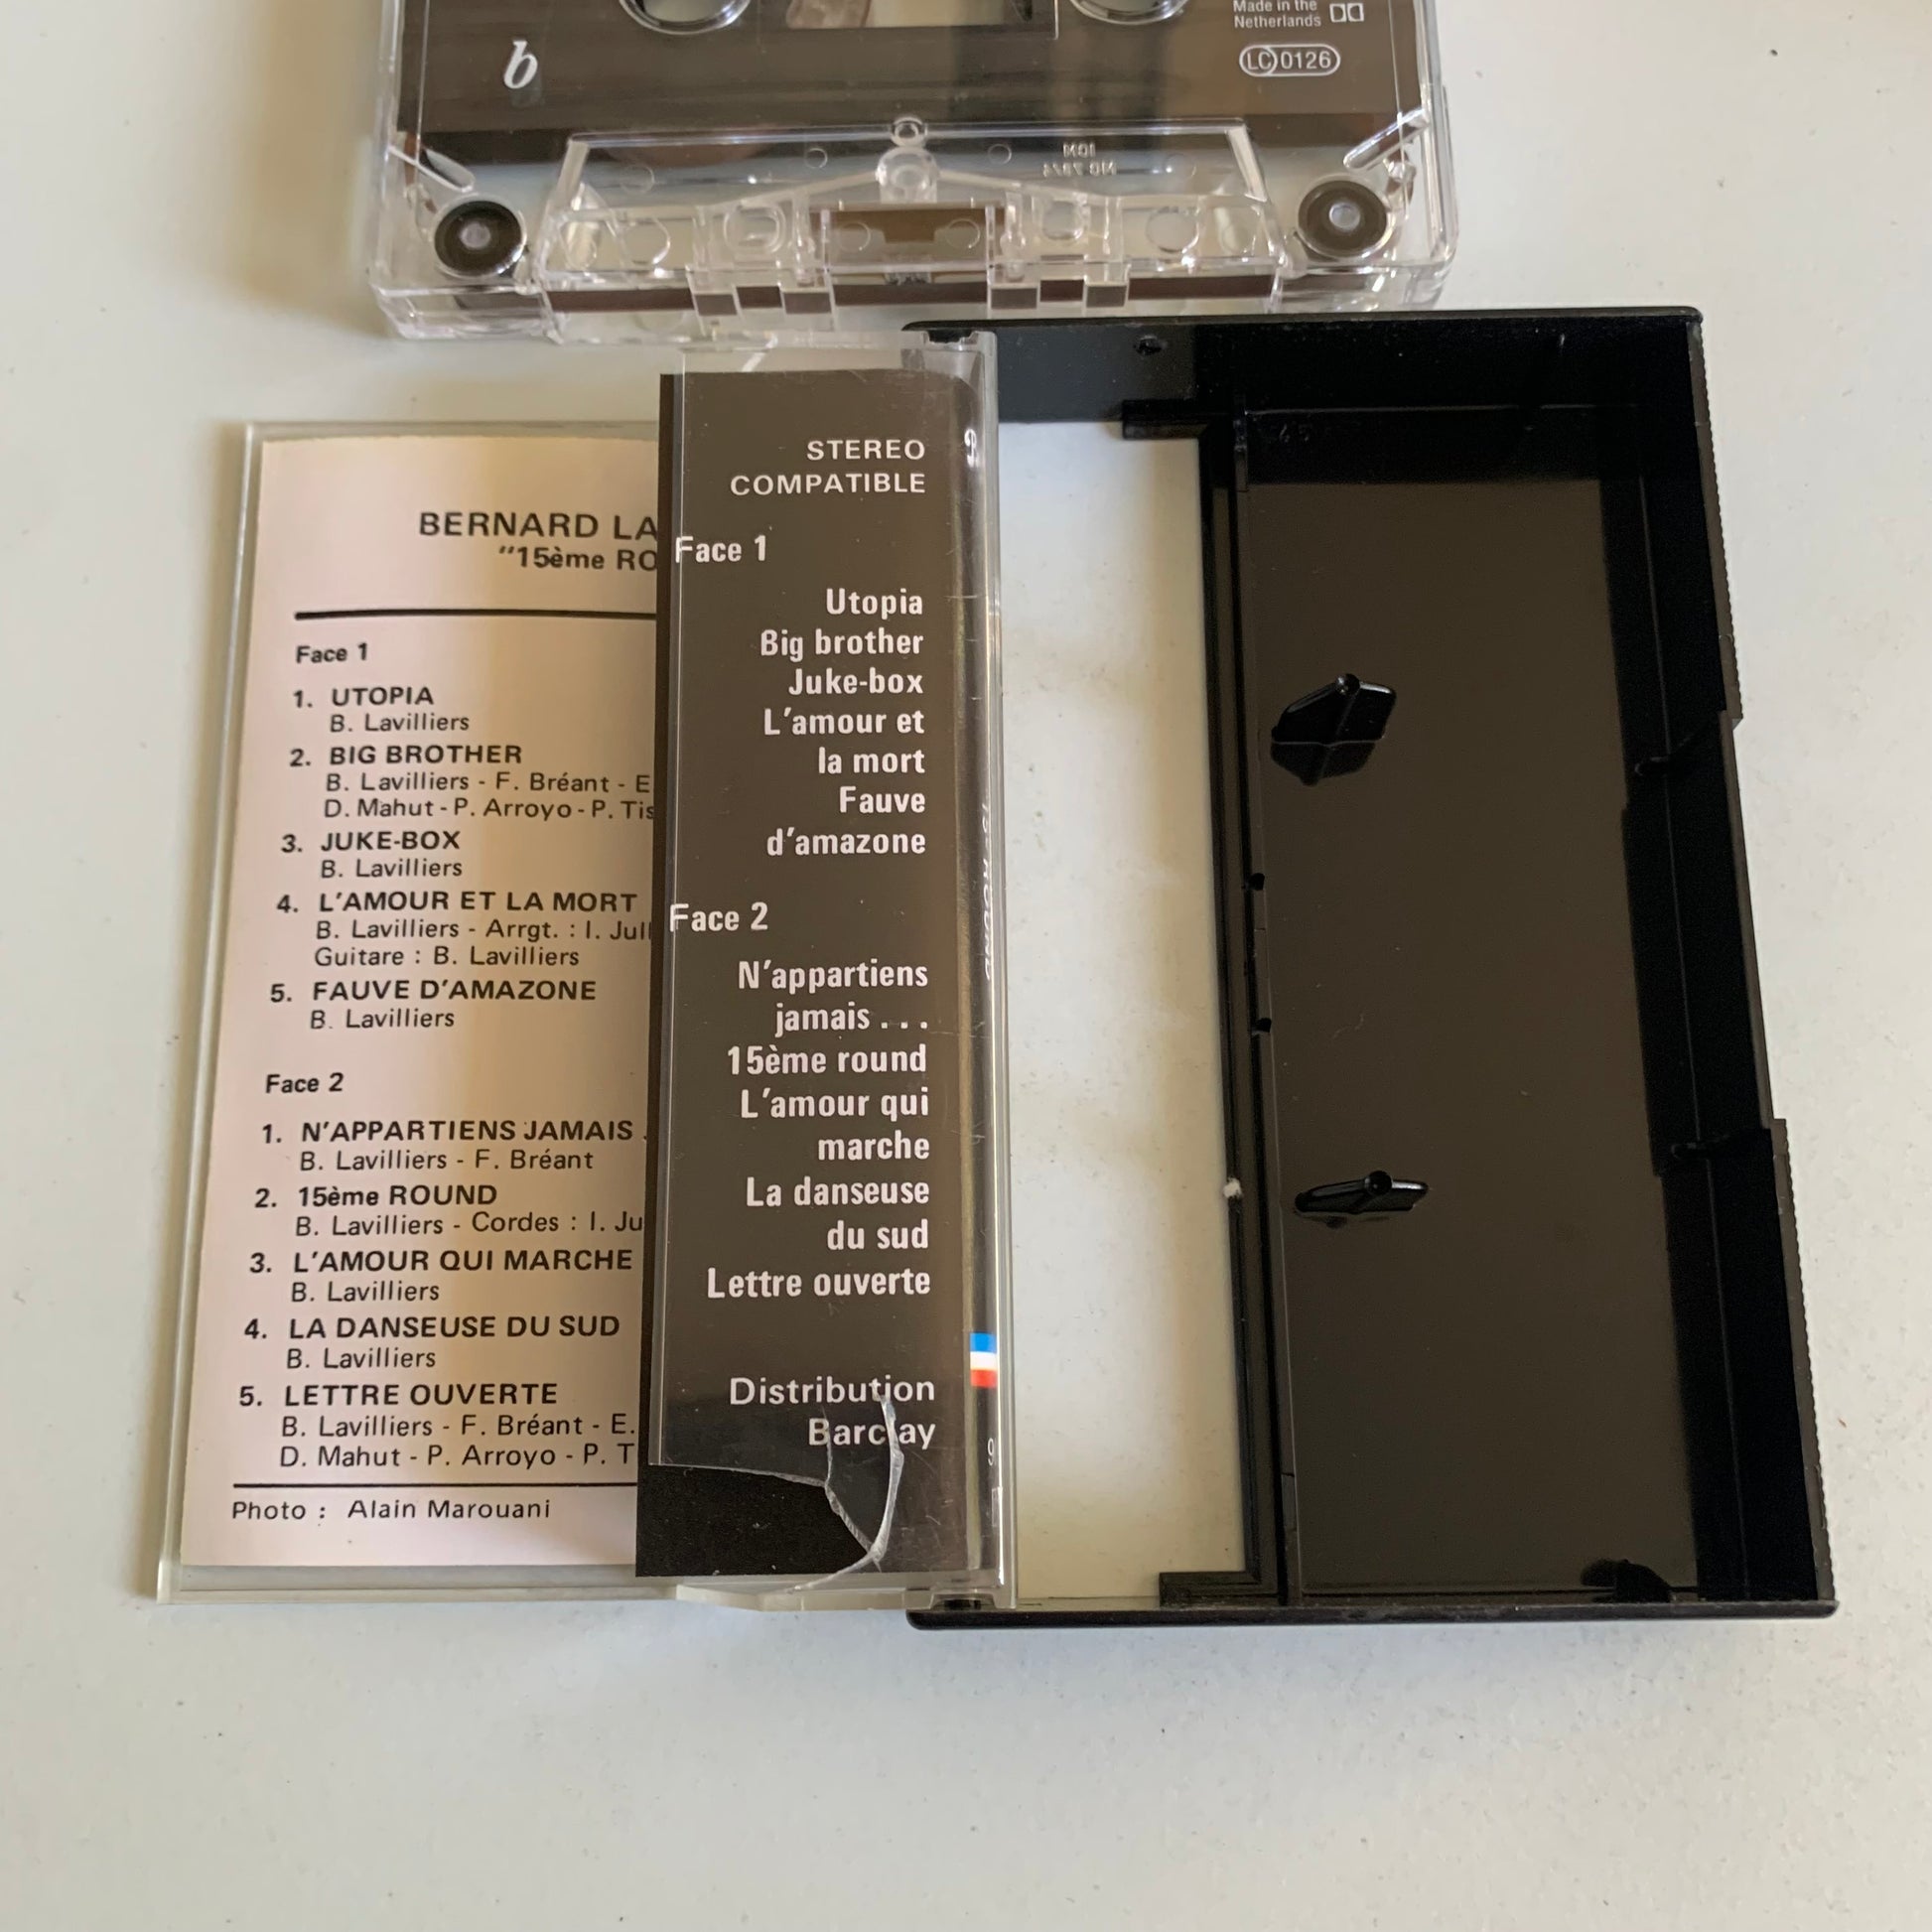 Made in the
Netherlands
b
LC 0126
BERNARD
"15ème
Face 1
1. UTOPIA
B. Lavilliers
2. BIG BROTHER
B. Lavilliers - F. Bréant -
D. Mahut - P. Arroyo - P.
3. JUKE-BOX
B. Lavilliers
4. L'AMOUR ET LA MORT
B. Lavilliers - Arrgt. : I.
Guitare : B. Lavilliers
5. FAUVE D'AMAZONE
B. Lavilliers
Face 2
1. N'APPARTIENS JAMAIS
B. Lavilliers - F. Bréant
2. 15ème ROUND
B. Lavilliers - Cordes : I.
3. L'AMOUR QUI MARCHE
B. Lavilliers
4. LA DANSEUSE DU SUD
B. Lavilliers
5. LETTRE OUVERTE
B. Lavilliers - F. Bréant - E.
D. Mahut - P. Arroyo - P.
Photo : Alain Marouani
STEREO
COMPATIBLE
Face 1
Utopia
Big brother
Juke-box
L'amour et
la mort
Fauve
d'amazone
Face 2
N'appartiens
jamais . . .
15ème round
L'amour qui
marche
La danseuse
du sud
Lettre ouverte
Distribution
Barclay